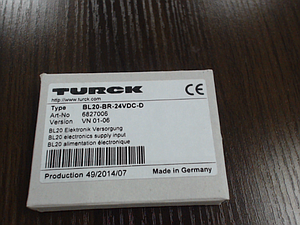 TURCK
http://www.turck.com
Type BL20-BR-24VDC-D
Art-No 6827006
Version VN 01-06
BL20 Elektronik Versorgung
BL20 electronics supply input
BL20 alimentation électronique
Production 49/2014/07 Made in Germany